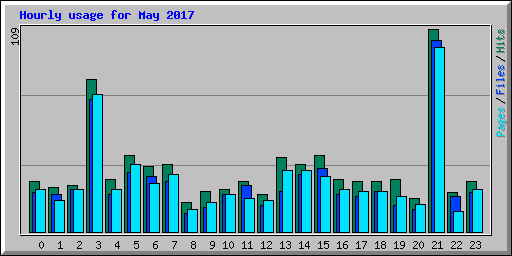 Hourly usage for May 2017
109
Pages / Files / Hits
0 1 2 3 4 5 6 7 8 9 10 11 12 13 14 15 16 17 18 19 20 21 22 23